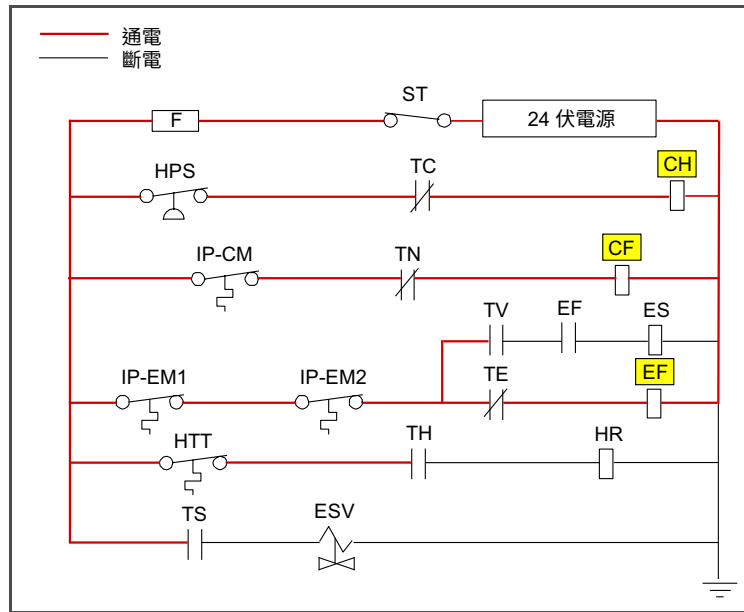 通電
斷電
ST
F
24 伏電源
HPS
TC
CH
IP-CM
TN
CF
TV
EF
ES
IP-EM1
IP-EM2
TE
EF
HTT
TH
HR
TS
ESV